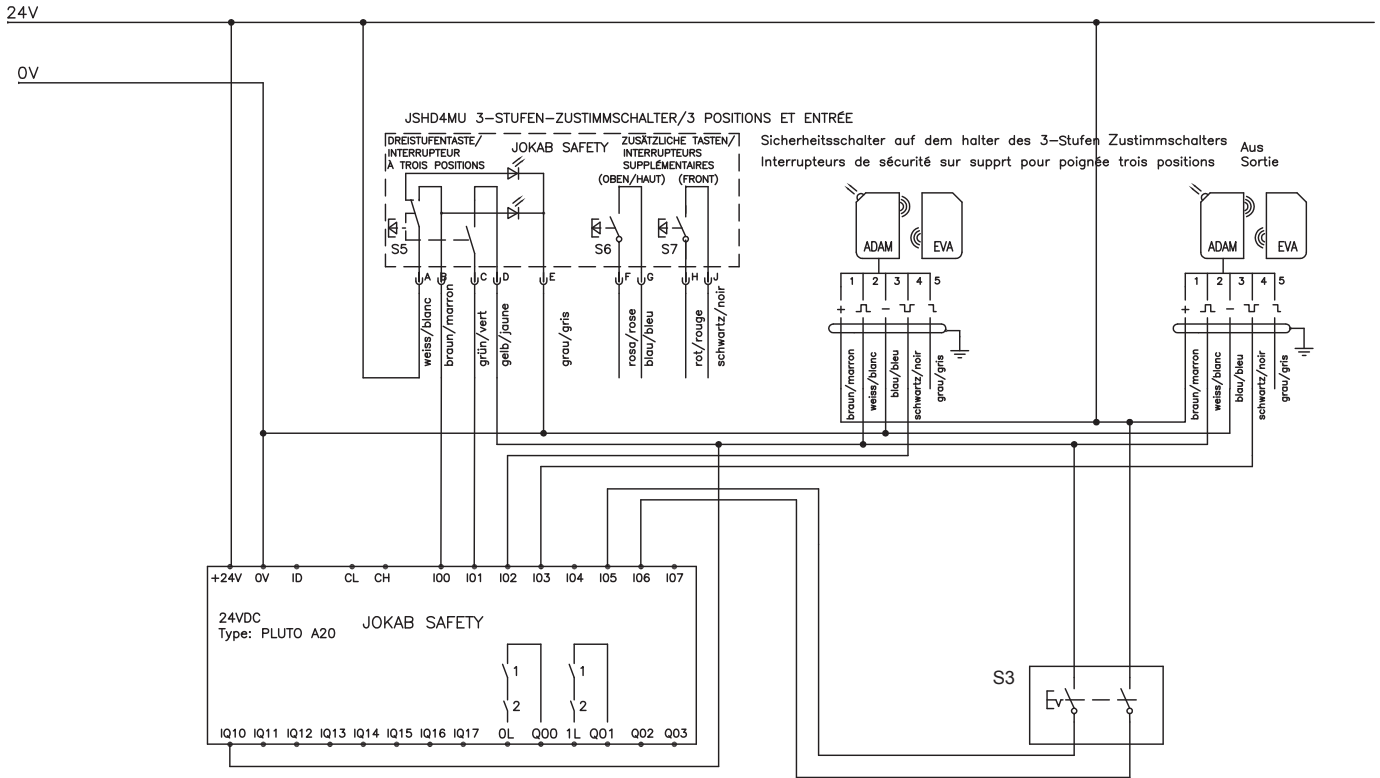 24V
0V
JSHD4MU 3-STUFEN-ZUSTIMMSCHALTER/3 POSITIONS ET ENTRÉE
DREISTUFENTASTE/
INTERRUPTEUR
À TROIS POSITIONS
JOKAB SAFETY
ZUSÄTZLICHE TASTEN/
INTERRUPTEURS
SUPPLÉMENTAIRES
(OBEN/HAUT) (FRONT)
S5
S6
S7
A B C D E F G H J
weiss/blanc
braun/marron
grün/vert
gelb/jaune
grau/gris
rosa/rose
blau/bleu
rot/rouge
schwartz/noir
Sicherheitsschalter auf dem halter des 3-Stufen Zustimmschalters
Interrupteurs de sécurité sur supprt pour poignée trois positions
Aus
Sortie
ADAM
EVA
1 2 3 4 5
+ -
braun/marron
weiss/blanc
blau/bleu
schwartz/noir
grau/gris
ADAM
EVA
1 2 3 4 5
+ -
braun/marron
weiss/blanc
blau/bleu
schwartz/noir
grau/gris
+24V 0V ID CL CH I00 I01 I02 I03 I04 I05 I06 I07
24VDC
Type: PLUTO A20
JOKAB SAFETY
1
2
1
2
IQ10 IQ11 IQ12 IQ13 IQ14 IQ15 IQ16 IQ17 0L Q00 1L Q01 Q02 Q03
S3